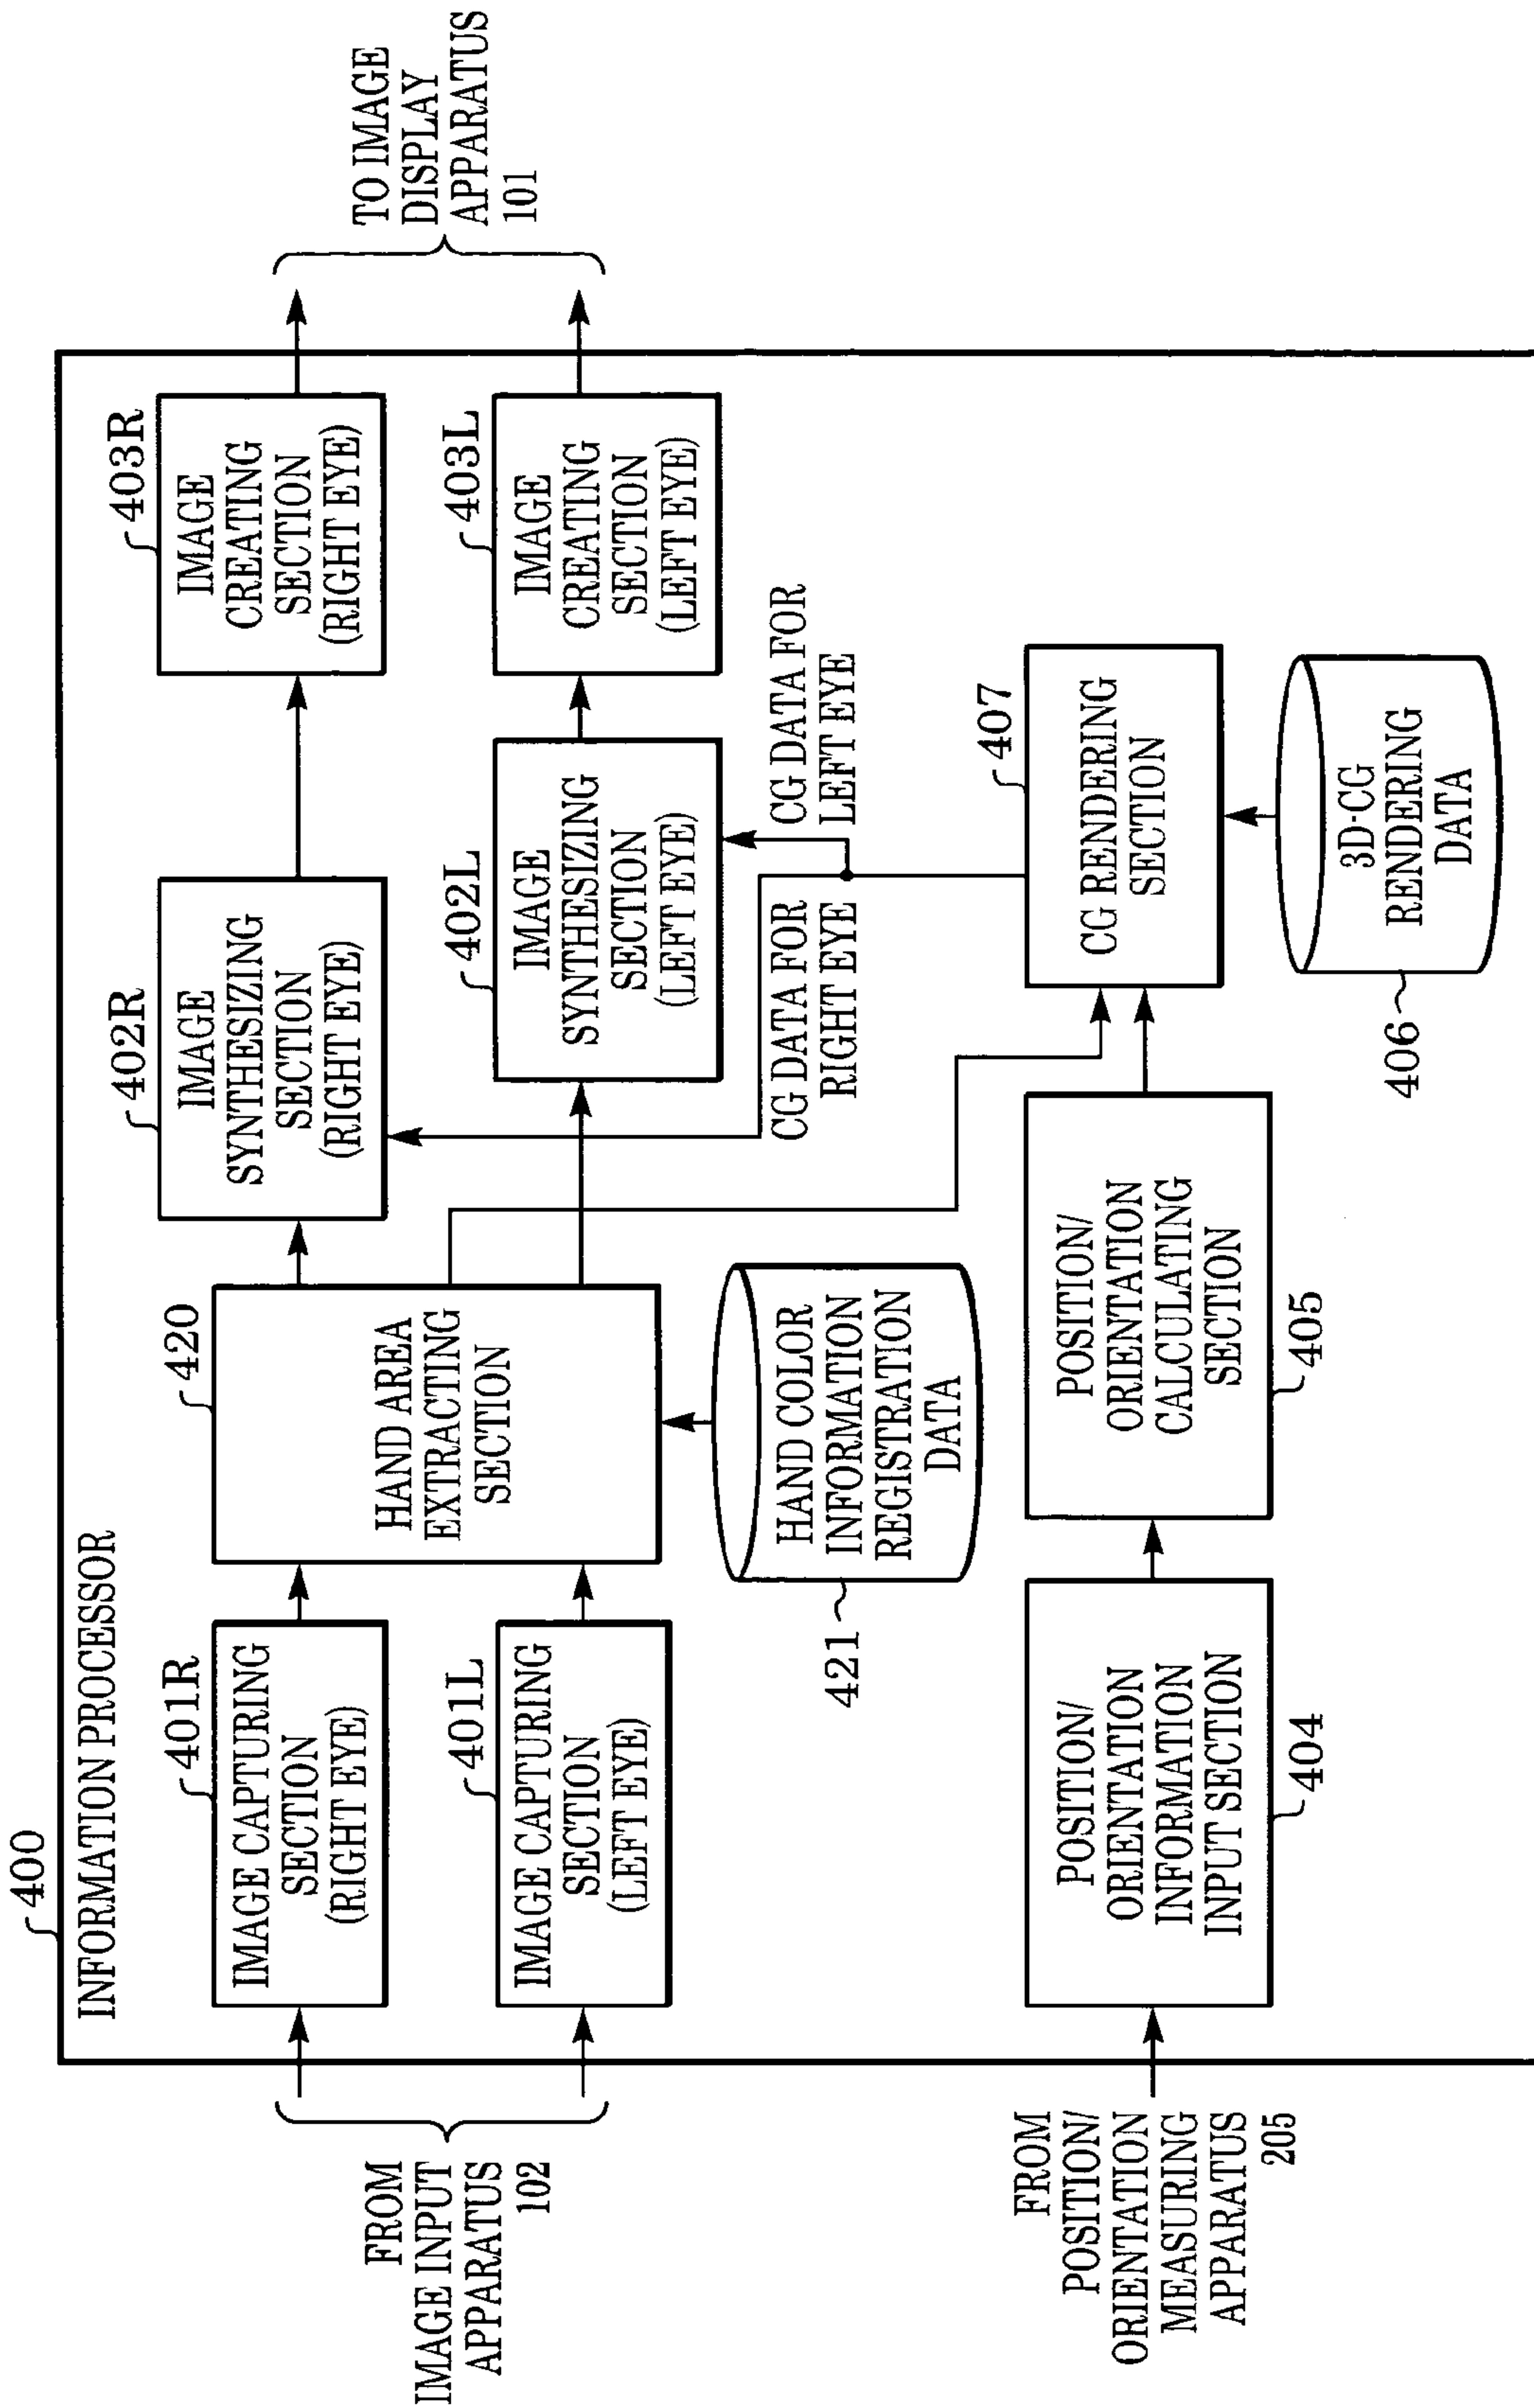 400
INFORMATION PROCESSOR
FROM
IMAGE INPUT
APPARATUS
102
401R
IMAGE CAPTURING
SECTION
(RIGHT EYE)
401L
IMAGE CAPTURING
SECTION
(LEFT EYE)
420
HAND AREA
EXTRACTING
SECTION
421
HAND COLOR
INFORMATION
REGISTRATION
DATA
402R
IMAGE
SYNTHESIZING
SECTION
(RIGHT EYE)
402L
IMAGE
SYNTHESIZING
SECTION
(LEFT EYE)
403R
IMAGE
CREATING
SECTION
(RIGHT EYE)
403L
IMAGE
CREATING
SECTION
(LEFT EYE)
TO IMAGE
DISPLAY
APPARATUS
101
CG DATA FOR
RIGHT EYE
CG DATA FOR
LEFT EYE
FROM
POSITION/
ORIENTATION
MEASURING
APPARATUS
205
POSITION/
ORIENTATION
INFORMATION
INPUT SECTION
404
POSITION/
ORIENTATION
CALCULATING
SECTION
405
407
CG RENDERING
SECTION
3D-CG
RENDERING
DATA
406